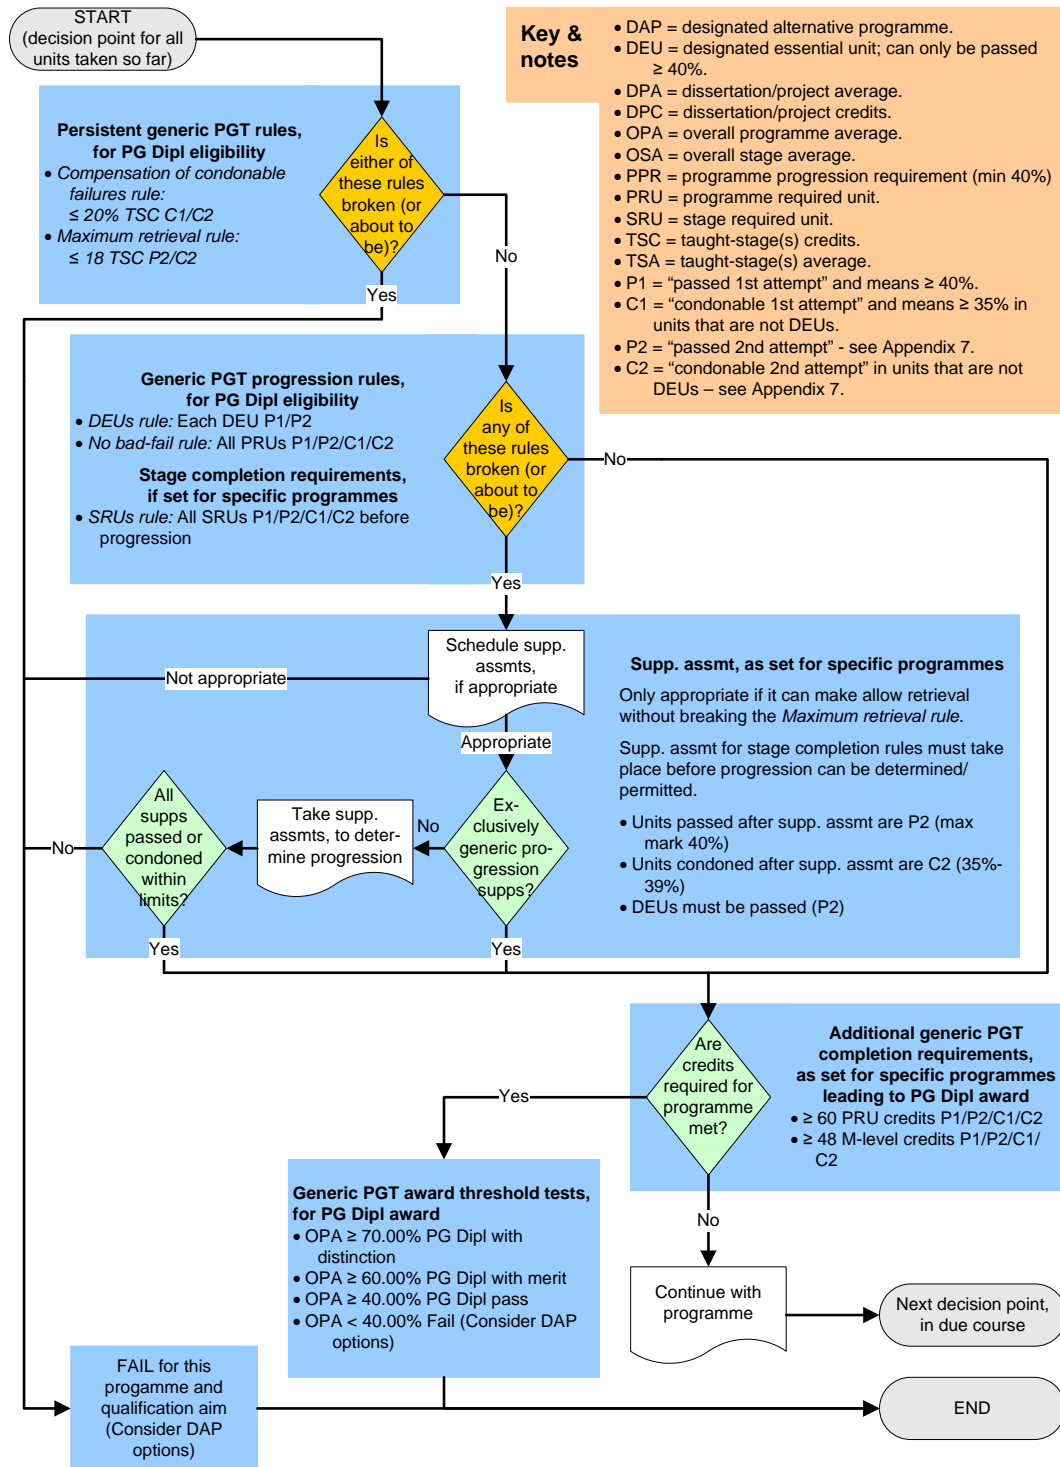 START
(decision point for all
units taken so far)
Key &
notes
• DAP = designated alternative programme.
• DEU = designated essential unit; can only be passed
≥ 40%.
• DPA = dissertation/project average.
• DPC = dissertation/project credits.
• OPA = overall programme average.
• OSA = overall stage average.
• PPR = programme progression requirement (min 40%)
• PRU = programme required unit.
• SRU = stage required unit.
• TSC = taught-stage(s) credits.
• TSA = taught-stage(s) average.
• P1 = “passed 1st attempt” and means ≥ 40%.
• C1 = “condonable 1st attempt” and means ≥ 35% in
units that are not DEUs.
• P2 = “passed 2nd attempt” - see Appendix 7.
• C2 = “condonable 2nd attempt” in units that are not
DEUs – see Appendix 7.
Persistent generic PGT rules,
for PG Dipl eligibility
• Compensation of condonable
failures rule:
≤ 20% TSC C1/C2
• Maximum retrieval rule:
≤ 18 TSC P2/C2
Is
either of
these rules
broken (or
about to
be)?
No
Yes
Generic PGT progression rules,
for PG Dipl eligibility
• DEUs rule: Each DEU P1/P2
• No bad-fail rule: All PRUs P1/P2/C1/C2
Stage completion requirements,
if set for specific programmes
• SRUs rule: All SRUs P1/P2/C1/C2 before
progression
Is
any of
these rules
broken (or
about to
be)?
No
Yes
Schedule supp.
assmts,
if appropriate
Not appropriate
Appropriate
Supp. assmt, as set for specific programmes
Only appropriate if it can make allow retrieval
without breaking the Maximum retrieval rule.
Supp. assmt for stage completion rules must take
place before progression can be determined/
permitted.
• Units passed after supp. assmt are P2 (max
mark 40%)
• Units condoned after supp. assmt are C2 (35%-
39%)
• DEUs must be passed (P2)
Ex-
clusively
generic pro-
gression
supps?
No
Take supp.
assmts, to deter-
mine progression
All
supps
passed or
condoned
within
limits?
No
Yes
Yes
Are
credits
required for
programme
met?
Additional generic PGT
completion requirements,
as set for specific programmes
leading to PG Dipl award
• ≥ 60 PRU credits P1/P2/C1/C2
• ≥ 48 M-level credits P1/P2/C1/
C2
Yes
No
Generic PGT award threshold tests,
for PG Dipl award
• OPA ≥ 70.00% PG Dipl with
distinction
• OPA ≥ 60.00% PG Dipl with merit
• OPA ≥ 40.00% PG Dipl pass
• OPA < 40.00% Fail (Consider DAP
options)
Continue with
programme
Next decision point,
in due course
FAIL for this
progamme and
qualification aim
(Consider DAP
options)
END